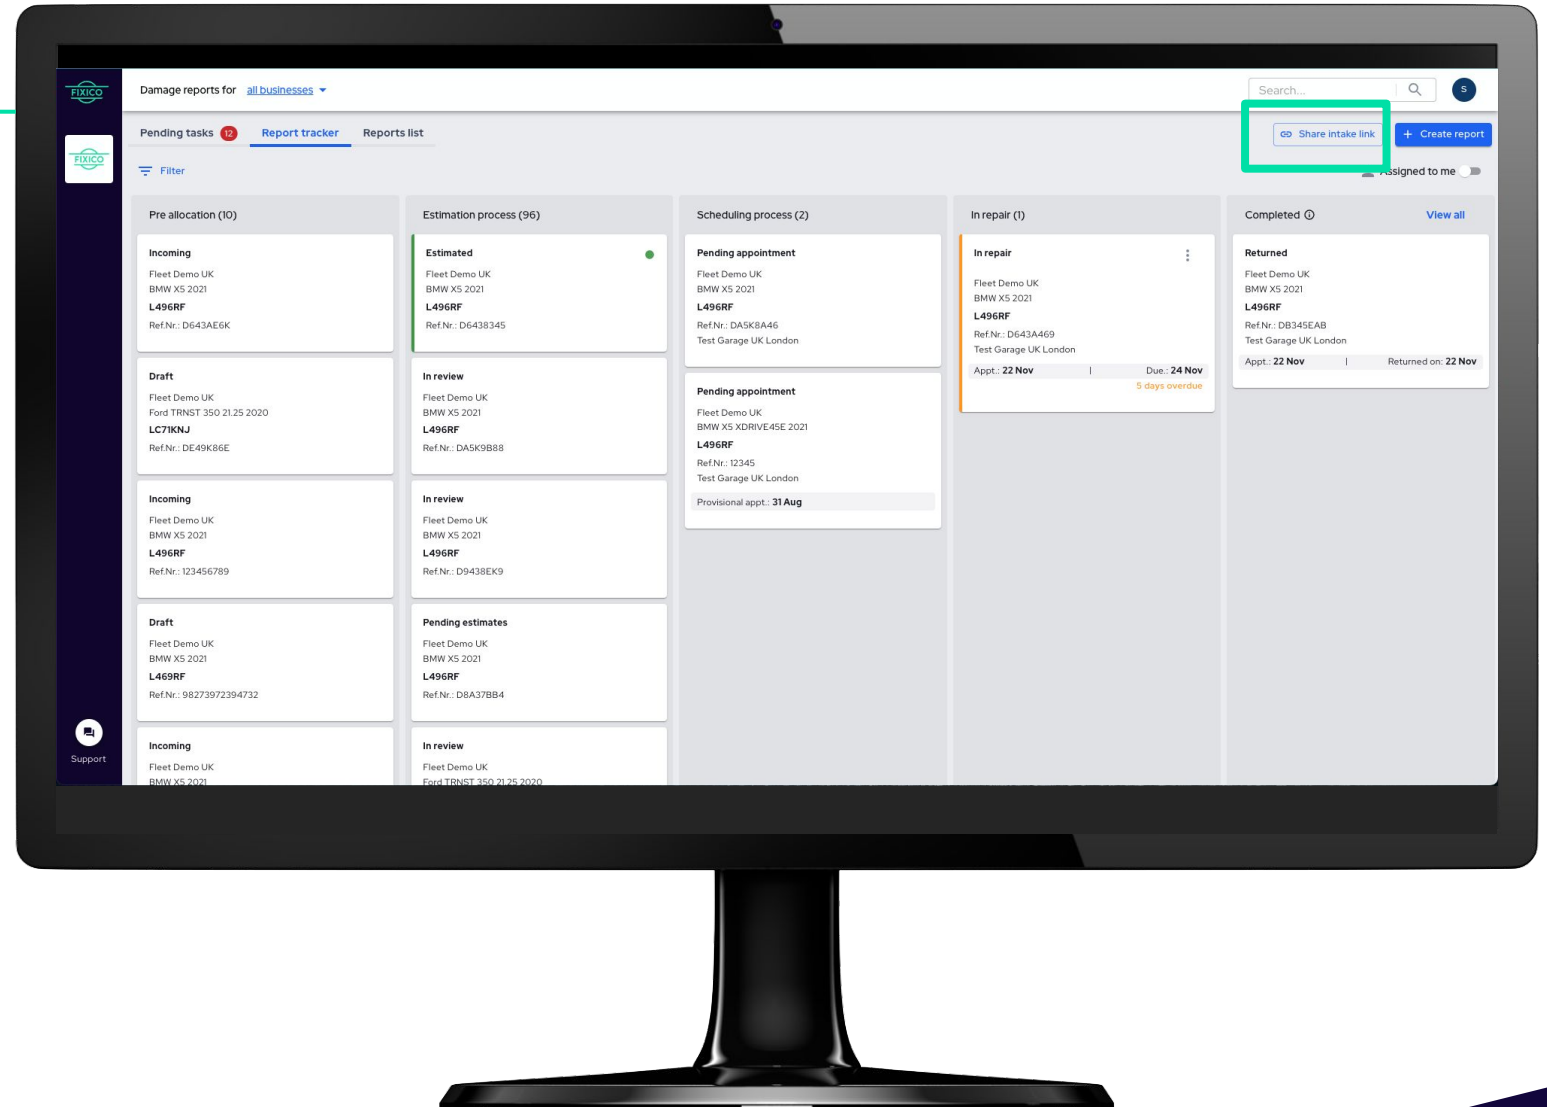 FIXICO
Damage reports for all businesses
Search...
S
FIXICO
Pending tasks 12 Report tracker Reports list
Share intake link
+ Create report
Filter
Assigned to me
Pre allocation (10)
Incoming
Fleet Demo UK
BMW X5 2021
L496RF
Ref.Nr.: D643AE6K
Draft
Fleet Demo UK
Ford TRNST 350 21.25 2020
LC71KNJ
Ref.Nr.: DE49K86E
Incoming
Fleet Demo UK
BMW X5 2021
L496RF
Ref.Nr.: 123456789
Draft
Fleet Demo UK
BMW X5 2021
L469RF
Ref.Nr.: 98273972394732
Incoming
Fleet Demo UK
BMW X5 2021
Estimation process (96)
Estimated
Fleet Demo UK
BMW X5 2021
L496RF
Ref.Nr.: D6438345
In review
Fleet Demo UK
BMW X5 2021
L496RF
Ref.Nr.: DA5K9B88
In review
Fleet Demo UK
BMW X5 2021
L496RF
Ref.Nr.: D9438EK9
Pending estimates
Fleet Demo UK
BMW X5 2021
L496RF
Ref.Nr.: D8A37BB4
In review
Fleet Demo UK
Ford TRNST 350 21.25 2020
Scheduling process (2)
Pending appointment
Fleet Demo UK
BMW X5 2021
L496RF
Ref.Nr.: DA5K8A46
Test Garage UK London
Pending appointment
Fleet Demo UK
BMW X5 XDRIVE45E 2021
L496RF
Ref.Nr.: 12345
Test Garage UK London
Provisional appt.: 31 Aug
In repair (1)
In repair
Fleet Demo UK
BMW X5 2021
L496RF
Ref.Nr.: D643A469
Test Garage UK London
Appt.: 22 Nov | Due.: 24 Nov
5 days overdue
Completed View all
Returned
Fleet Demo UK
BMW X5 2021
L496RF
Ref.Nr.: DB345EAB
Test Garage UK London
Appt.: 22 Nov | Returned on: 22 Nov
Support